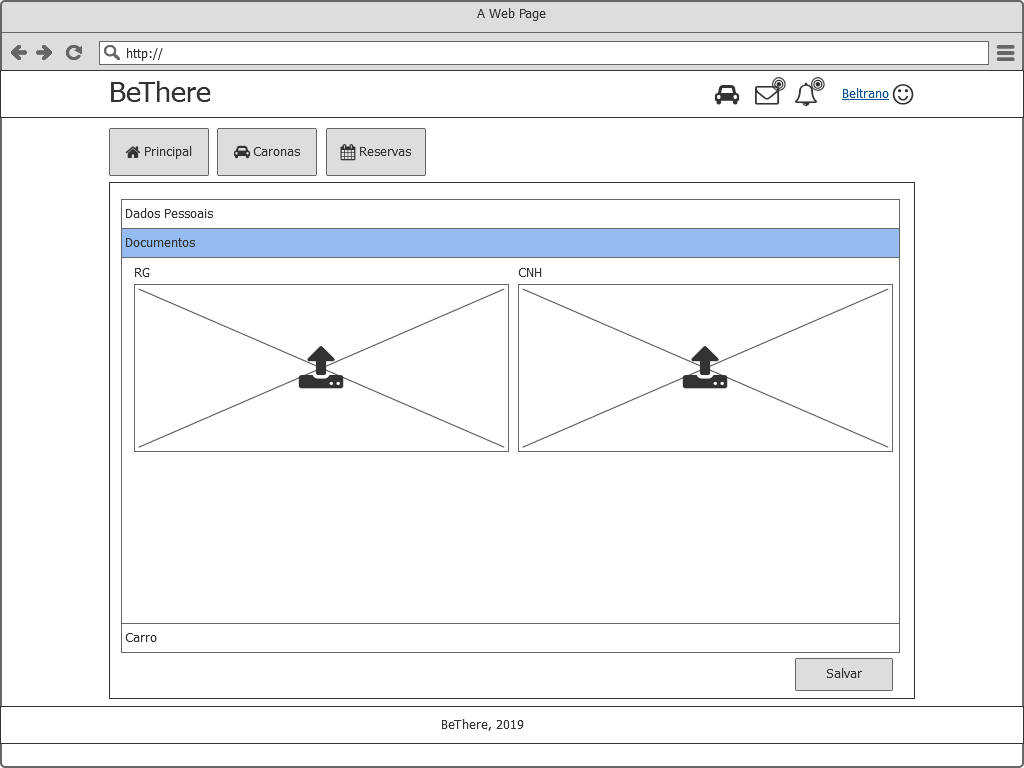 A Web Page
http://
BeThere
Beltrano
Principal
Caronas
Reservas
Dados Pessoais
Documentos
RG
CNH
Carro
Salvar
BeThere, 2019